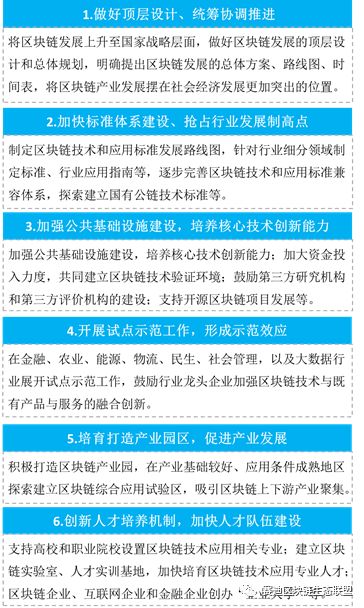 1.做好顶层设计、统筹协调推进
将区块链发展上升至国家战略层面，做好区块链发展的顶层设
计和总体规划，明确提出区块链发展的总体方案、路线图、时
间表，将区块链产业发展摆在社会经济发展更加突出的位置。
2.加快标准体系建设、抢占行业发展制高点
制定区块链技术和应用标准发展路线图，针对行业细分领域制
定标准、行业应用指南等，逐步完善区块链技术和应用标准兼
容体系，探索建立国有公链技术标准等。
3.加强公共基础设施建设，培养核心技术创新能力
加强公共基础设施建设，培养核心技术创新能力；加大资金投
入力度，共同建立区块链技术验证环境；鼓励第三方研究机构
和第三方评价机构的建设；支持开源区块链项目发展等。
4.开展试点示范工作，形成示范效应
在金融、农业、能源、物流、民生、社会管理，以及大数据行
业展开试点示范工作，鼓励行业龙头企业加强区块链技术与既
有产品与服务的融合创新。
5.培育打造产业园区，促进产业发展
积极打造区块链产业园，在产业基础较好、应用条件成熟地区
探索建立区块链综合应用试验区，吸引区块链上下游产业聚集。
6.创新人才培养机制，加快人才队伍建设
支持高校和职业院校设置区块链技术应用相关专业；建立区块
链实验室、人才实训基地，加快培育区块链技术应用专业人才；
区块链企业、互联网企业和金融企业创办
区块链生态联盟